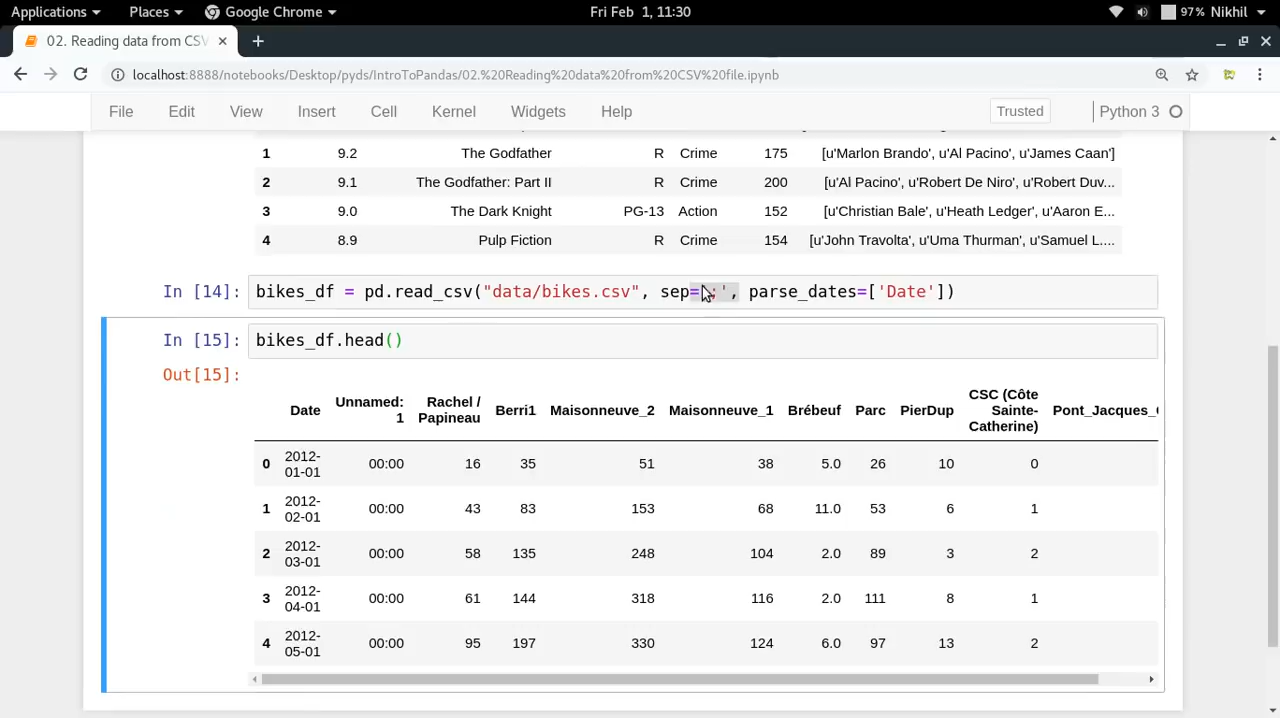 Applications Places Google Chrome Fri Feb 1, 11:30 97% Nikhil
02. Reading data from CSV
localhost:8888/notebooks/Desktop/pyds/IntroToPandas/02.%20Reading%20data%20from%20CSV%20file.ipynb
File Edit View Insert Cell Kernel Widgets Help Trusted Python 3
1 9.2 The Godfather R Crime 175 [u'Marlon Brando', u'Al Pacino', u'James Caan']
2 9.1 The Godfather: Part II R Crime 200 [u'Al Pacino', u'Robert De Niro', u'Robert Duv...
3 9.0 The Dark Knight PG-13 Action 152 [u'Christian Bale', u'Heath Ledger', u'Aaron E...
4 8.9 Pulp Fiction R Crime 154 [u'John Travolta', u'Uma Thurman', u'Samuel L....
In [14]: bikes_df = pd.read_csv("data/bikes.csv", sep=';', parse_dates=['Date'])
In [15]: bikes_df.head()
Out[15]:
Date Unnamed: 1 Rachel / Papineau Berri1 Maisonneuve_2 Maisonneuve_1 Brébeuf Parc PierDup CSC (Côte Sainte-Catherine) Pont_Jacques_
0 2012-01-01 00:00 16 35 51 38 5.0 26 10 0
1 2012-02-01 00:00 43 83 153 68 11.0 53 6 1
2 2012-03-01 00:00 58 135 248 104 2.0 89 3 2
3 2012-04-01 00:00 61 144 318 116 2.0 111 8 1
4 2012-05-01 00:00 95 197 330 124 6.0 97 13 2